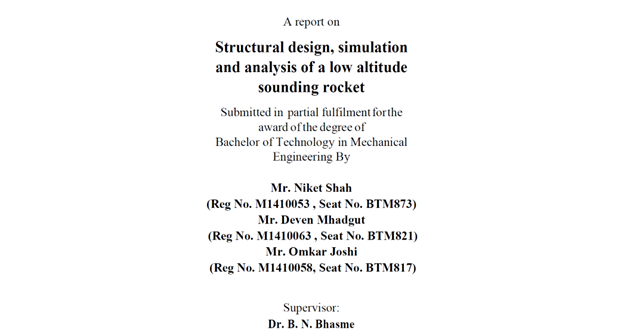 A report on
Structural design, simulation
and analysis of a low altitude
sounding rocket
Submitted in partial fulfilment for the
award of the degree of
Bachelor of Technology in Mechanical
Engineering By
Mr. Niket Shah
(Reg No. M1410053 , Seat No. BTM873)
Mr. Deven Mhadgut
(Reg No. M1410063 , Seat No. BTM821)
Mr. Omkar Joshi
(Reg No. M1410058, Seat No. BTM817)
Supervisor:
Dr. B. N. Bhasme